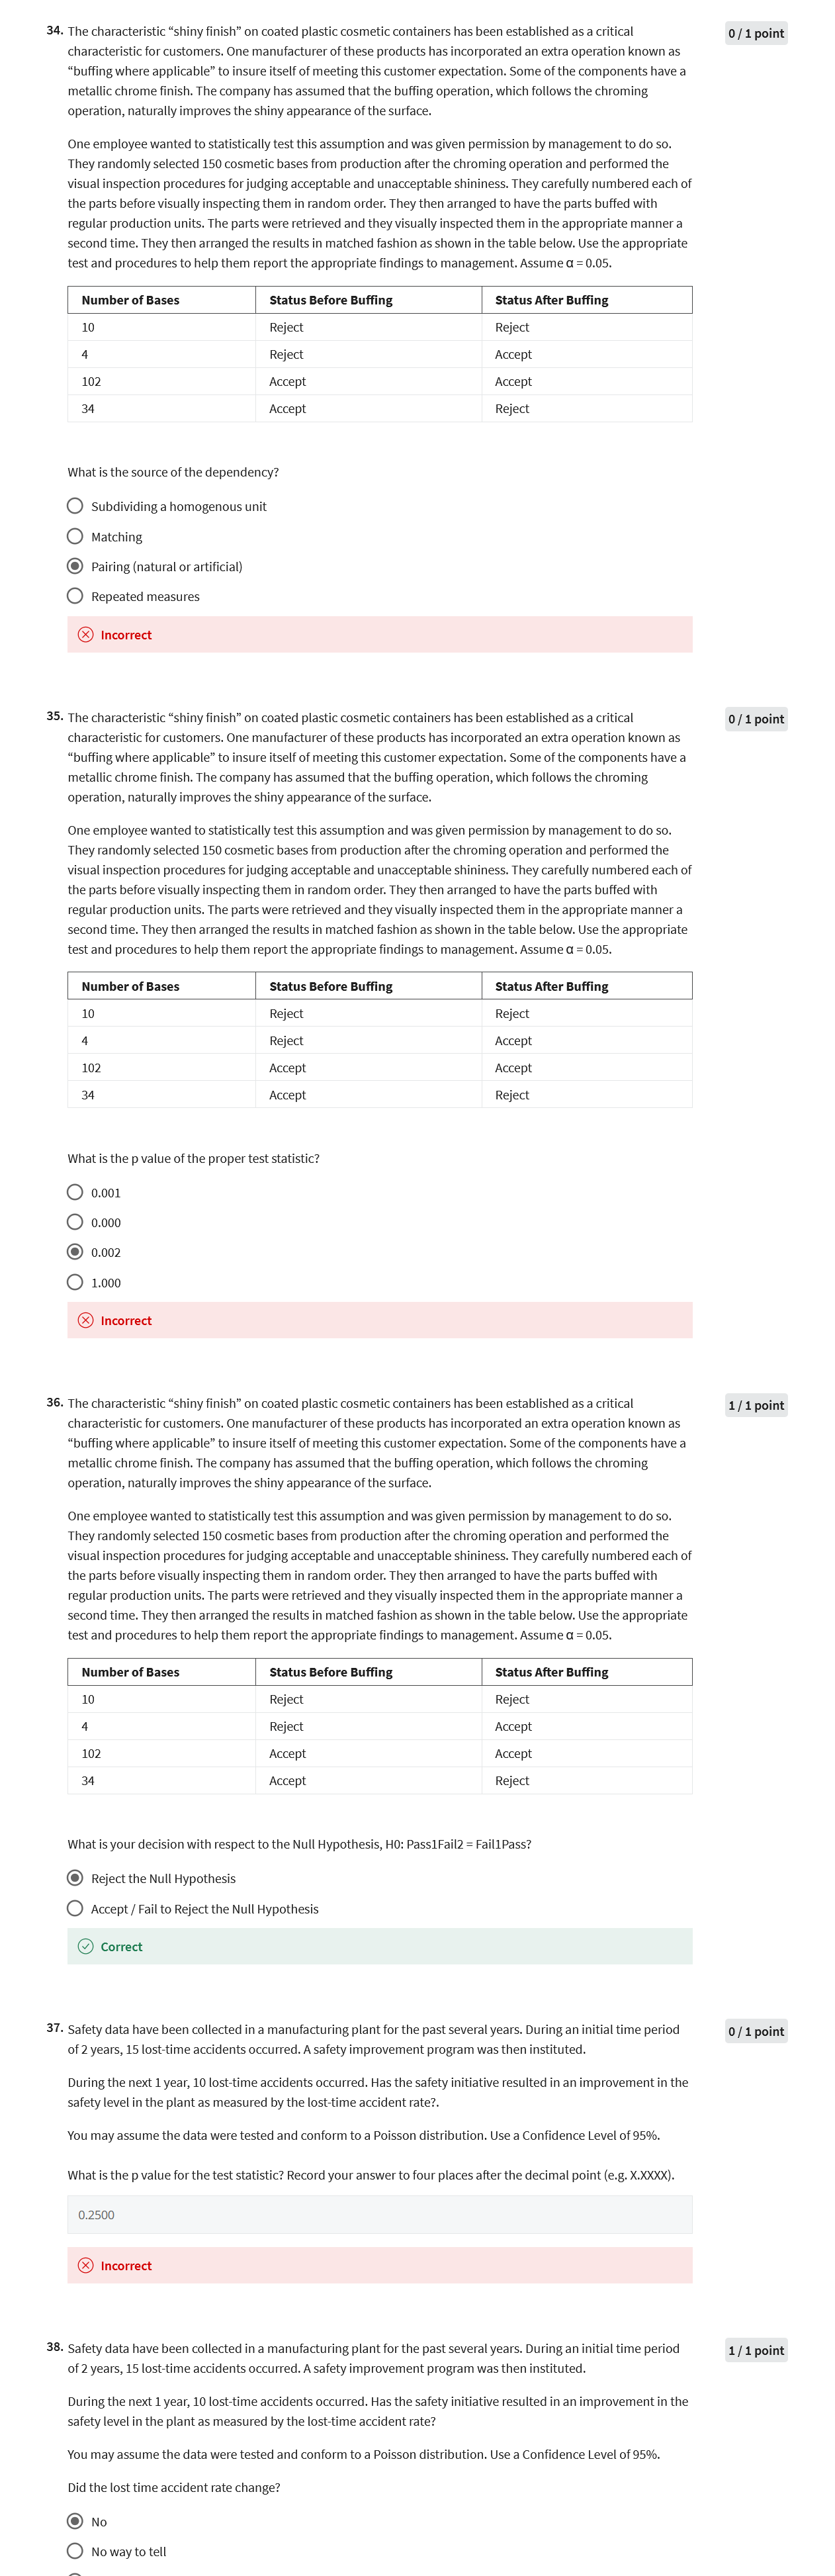 34. The characteristic “shiny finish” on coated plastic cosmetic containers has been established as a critical
0 / 1 point
characteristic for customers. One manufacturer of these products has incorporated an extra operation known as
“buffing where applicable” to insure itself of meeting this customer expectation. Some of the components have a
metallic chrome finish. The company has assumed that the buffing operation, which follows the chroming
operation, naturally improves the shiny appearance of the surface.
One employee wanted to statistically test this assumption and was given permission by management to do so.
They randomly selected 150 cosmetic bases from production after the chroming operation and performed the
visual inspection procedures for judging acceptable and unacceptable shininess. They carefully numbered each of
the parts before visually inspecting them in random order. They then arranged to have the parts buffed with
regular production units. The parts were retrieved and they visually inspected them in the appropriate manner a
second time. They then arranged the results in matched fashion as shown in the table below. Use the appropriate
test and procedures to help them report the appropriate findings to management. Assume α = 0.05.
Number of Bases Status Before Buffing Status After Buffing
10 Reject Reject
4 Reject Accept
102 Accept Accept
34 Accept Reject
What is the source of the dependency?
Subdividing a homogenous unit
Matching
Pairing (natural or artificial)
Repeated measures
Incorrect
35. The characteristic “shiny finish” on coated plastic cosmetic containers has been established as a critical
0 / 1 point
characteristic for customers. One manufacturer of these products has incorporated an extra operation known as
“buffing where applicable” to insure itself of meeting this customer expectation. Some of the components have a
metallic chrome finish. The company has assumed that the buffing operation, which follows the chroming
operation, naturally improves the shiny appearance of the surface.
One employee wanted to statistically test this assumption and was given permission by management to do so.
They randomly selected 150 cosmetic bases from production after the chroming operation and performed the
visual inspection procedures for judging acceptable and unacceptable shininess. They carefully numbered each of
the parts before visually inspecting them in random order. They then arranged to have the parts buffed with
regular production units. The parts were retrieved and they visually inspected them in the appropriate manner a
second time. They then arranged the results in matched fashion as shown in the table below. Use the appropriate
test and procedures to help them report the appropriate findings to management. Assume α = 0.05.
Number of Bases Status Before Buffing Status After Buffing
10 Reject Reject
4 Reject Accept
102 Accept Accept
34 Accept Reject
What is the p value of the proper test statistic?
0.001
0.000
0.002
1.000
Incorrect
36. The characteristic “shiny finish” on coated plastic cosmetic containers has been established as a critical
1 / 1 point
characteristic for customers. One manufacturer of these products has incorporated an extra operation known as
“buffing where applicable” to insure itself of meeting this customer expectation. Some of the components have a
metallic chrome finish. The company has assumed that the buffing operation, which follows the chroming
operation, naturally improves the shiny appearance of the surface.
One employee wanted to statistically test this assumption and was given permission by management to do so.
They randomly selected 150 cosmetic bases from production after the chroming operation and performed the
visual inspection procedures for judging acceptable and unacceptable shininess. They carefully numbered each of
the parts before visually inspecting them in random order. They then arranged to have the parts buffed with
regular production units. The parts were retrieved and they visually inspected them in the appropriate manner a
second time. They then arranged the results in matched fashion as shown in the table below. Use the appropriate
test and procedures to help them report the appropriate findings to management. Assume α = 0.05.
Number of Bases Status Before Buffing Status After Buffing
10 Reject Reject
4 Reject Accept
102 Accept Accept
34 Accept Reject
What is your decision with respect to the Null Hypothesis, H0: Pass1Fail2 = Fail1Pass?
Reject the Null Hypothesis
Accept / Fail to Reject the Null Hypothesis
Correct
37. Safety data have been collected in a manufacturing plant for the past several years. During an initial time period
0 / 1 point
of 2 years, 15 lost-time accidents occurred. A safety improvement program was then instituted.
During the next 1 year, 10 lost-time accidents occurred. Has the safety initiative resulted in an improvement in the
safety level in the plant as measured by the lost-time accident rate?.
You may assume the data were tested and conform to a Poisson distribution. Use a Confidence Level of 95%.
What is the p value for the test statistic? Record your answer to four places after the decimal point (e.g. X.XXXX).
0.2500
Incorrect
38. Safety data have been collected in a manufacturing plant for the past several years. During an initial time period
1 / 1 point
of 2 years, 15 lost-time accidents occurred. A safety improvement program was then instituted.
During the next 1 year, 10 lost-time accidents occurred. Has the safety initiative resulted in an improvement in the
safety level in the plant as measured by the lost-time accident rate?
You may assume the data were tested and conform to a Poisson distribution. Use a Confidence Level of 95%.
Did the lost time accident rate change?
No
No way to tell